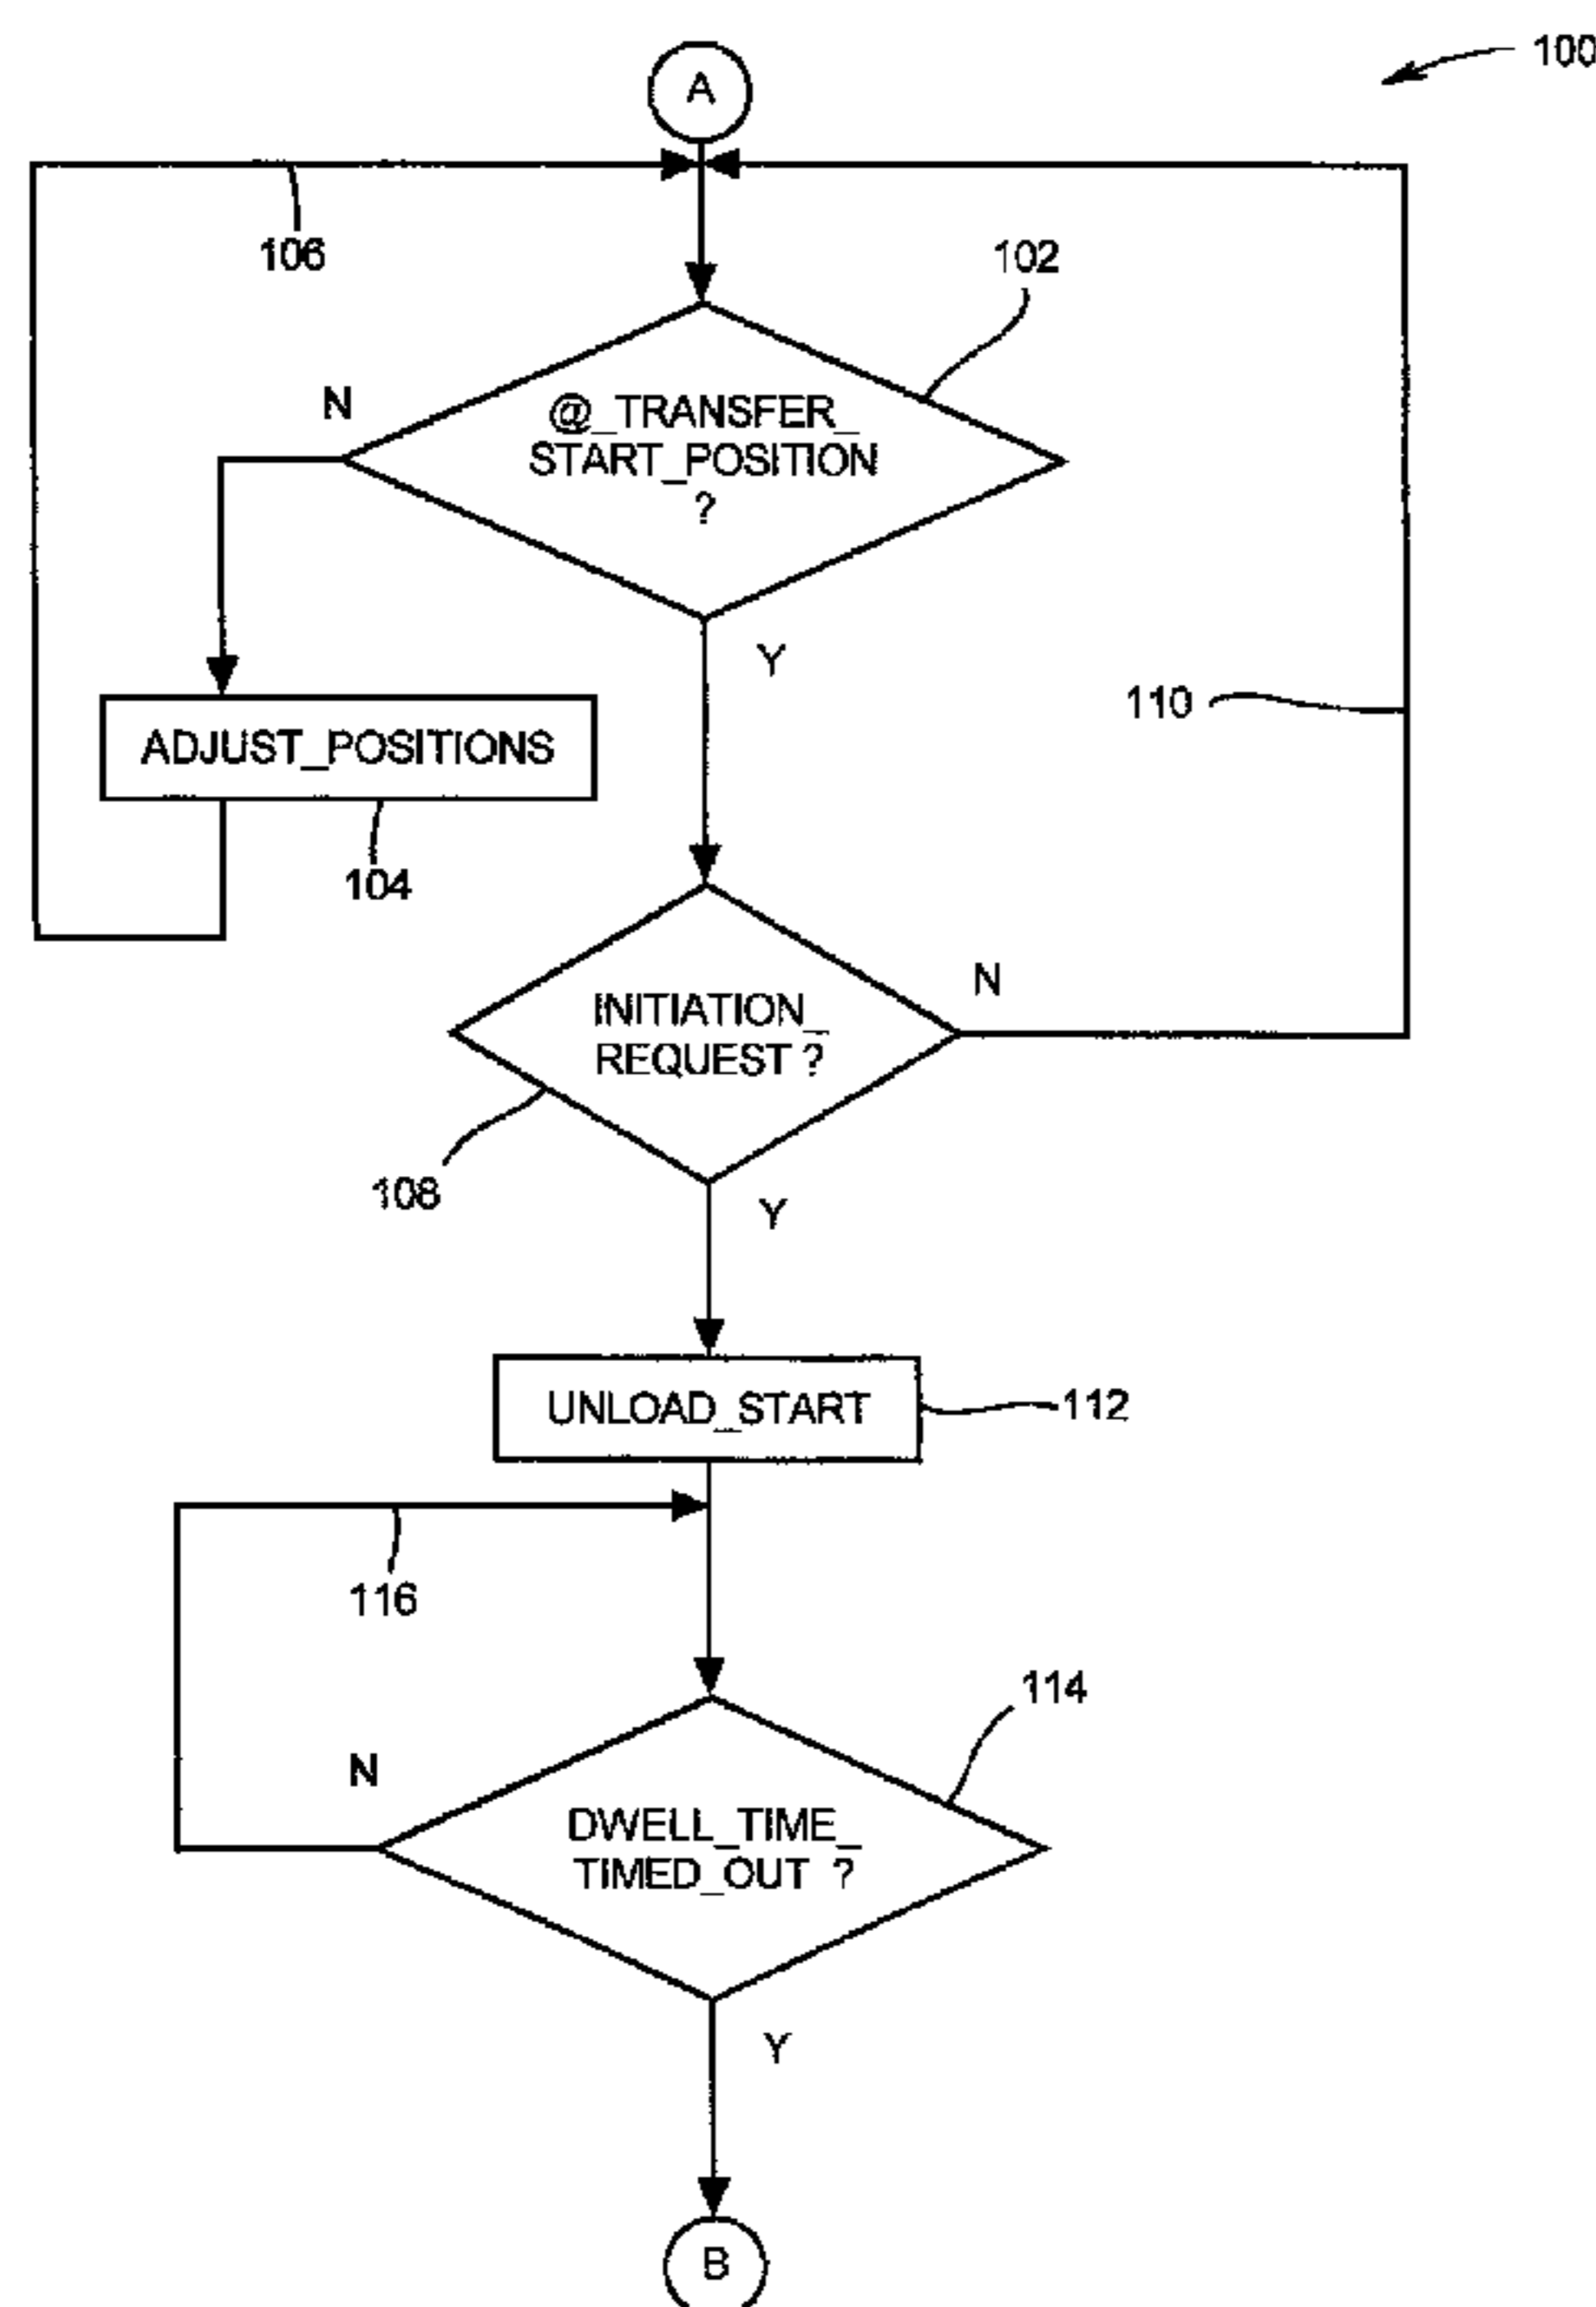 A
100
106
102
N
@_TRANSFER_
START_POSITION
?
Y
110
ADJUST_POSITIONS
104
N
INITIATION_
REQUEST ?
108
Y
UNLOAD_START
112
116
114
N
DWELL_TIME_
TIMED_OUT ?
Y
B